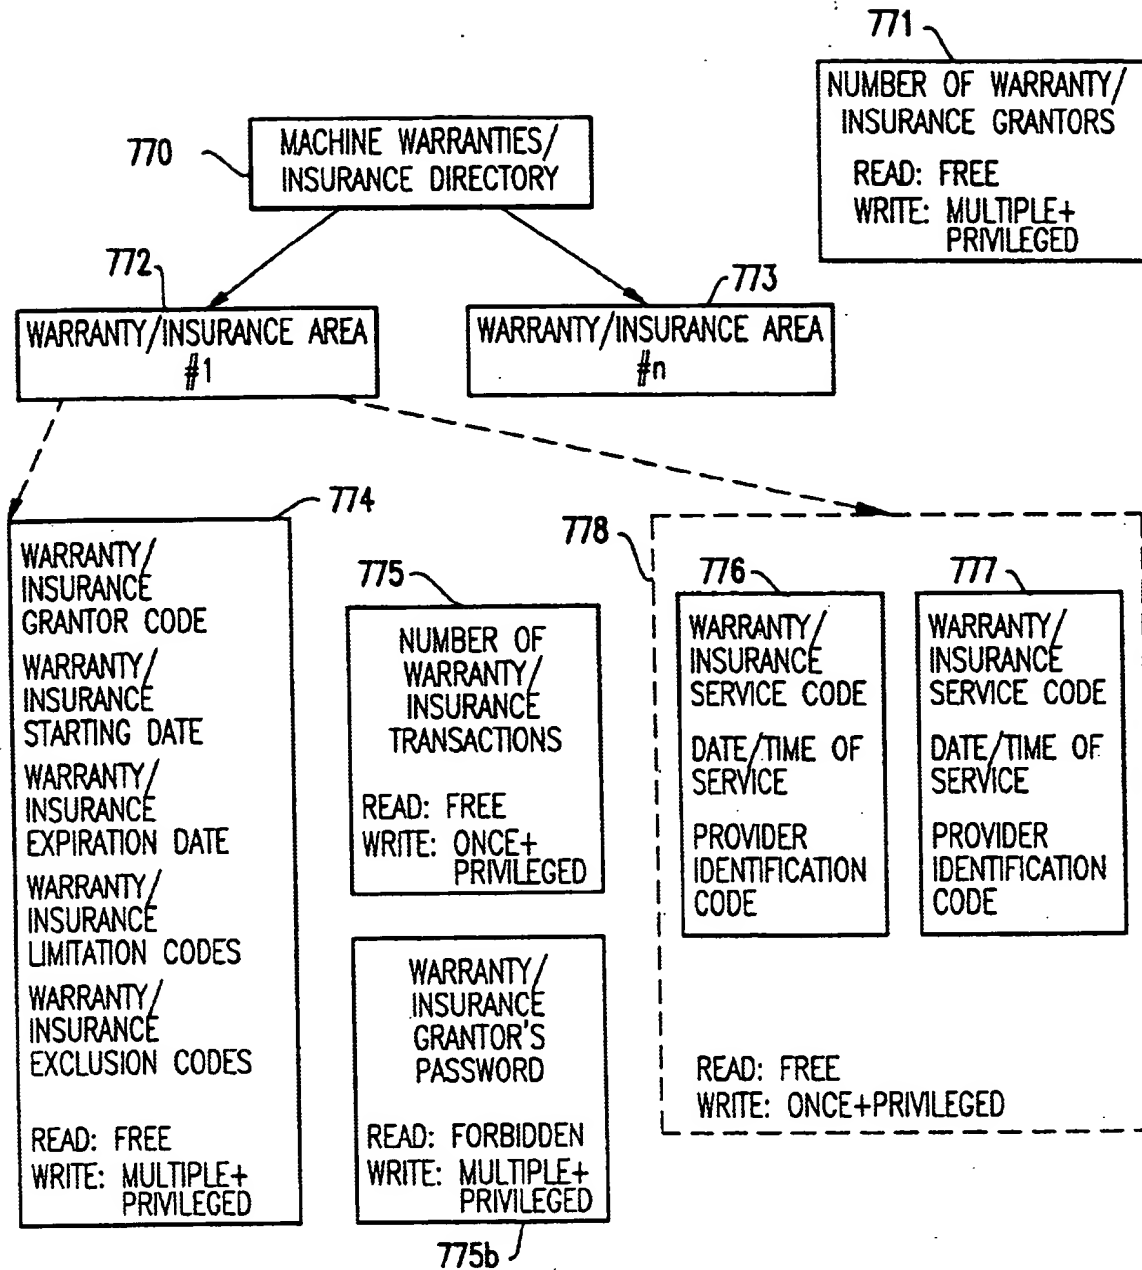 771
NUMBER OF WARRANTY/
INSURANCE GRANTORS
READ: FREE
WRITE: MULTIPLE+
PRIVILEGED
770
MACHINE WARRANTIES/
INSURANCE DIRECTORY
772
WARRANTY/INSURANCE AREA
#1
773
WARRANTY/INSURANCE AREA
#n
774
WARRANTY/
INSURANCE
GRANTOR CODE
WARRANTY/
INSURANCE
STARTING DATE
WARRANTY/
INSURANCE
EXPIRATION DATE
WARRANTY/
INSURANCE
LIMITATION CODES
WARRANTY/
INSURANCE
EXCLUSION CODES
READ: FREE
WRITE: MULTIPLE+
PRIVILEGED
775
NUMBER OF
WARRANTY/
INSURANCE
TRANSACTIONS
READ: FREE
WRITE: ONCE+
PRIVILEGED
WARRANTY/
INSURANCE
GRANTOR'S
PASSWORD
READ: FORBIDDEN
WRITE: MULTIPLE+
PRIVILEGED
775b
778
776
WARRANTY/
INSURANCE
SERVICE CODE
DATE/TIME OF
SERVICE
PROVIDER
IDENTIFICATION
CODE
777
WARRANTY/
INSURANCE
SERVICE CODE
DATE/TIME OF
SERVICE
PROVIDER
IDENTIFICATION
CODE
READ: FREE
WRITE: ONCE+PRIVILEGED